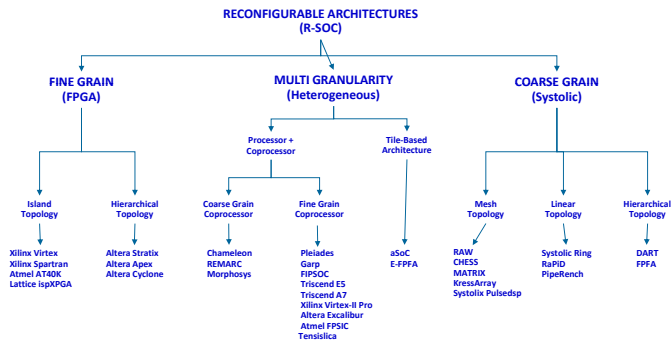 RECONFIGURABLE ARCHITECTURES
(R-SOC)
FINE GRAIN
(FPGA)
MULTI GRANULARITY
(Heterogeneous)
COARSE GRAIN
(Systolic)
Processor +
Coprocessor
Tile-Based
Architecture
Island
Topology
Hierarchical
Topology
Coarse Grain
Coprocessor
Fine Grain
Coprocessor
Mesh
Topology
Linear
Topology
Hierarchical
Topology
Xilinx Virtex
Xilinx Spartan
Atmel AT40K
Lattice ispXPGA
Altera Stratix
Altera Apex
Altera Cyclone
Chameleon
REMARC
Morphosys
Pleiades
Garp
FIPSOC
Triscend E5
Triscend A7
Xilinx Virtex-II Pro
Altera Excalibur
Atmel FPSIC
Tensilica
aSoC
E-FPFA
RAW
CHESS
MATRIX
KressArray
Systolix Pulsedsp
Systolic Ring
RaPiD
PipeRench
DART
FPFA